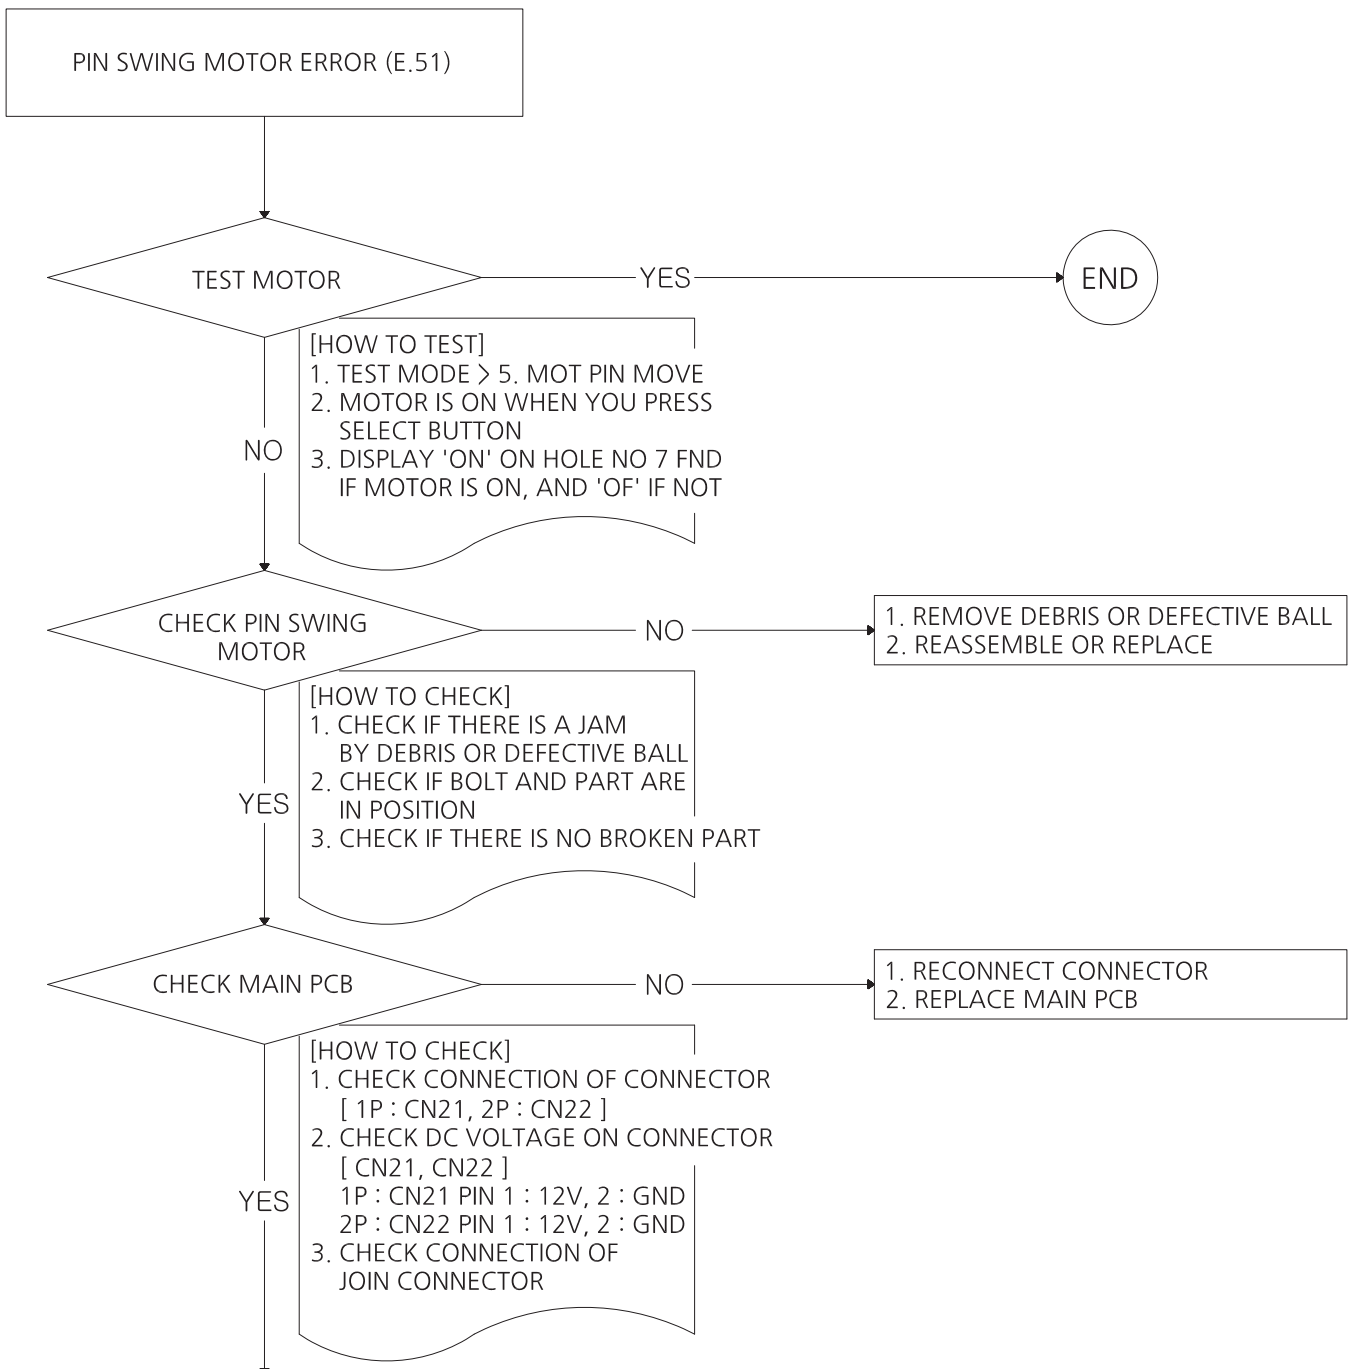 PIN SWING MOTOR ERROR (E.51)
TEST MOTOR
YES
END
[HOW TO TEST]
1. TEST MODE > 5. MOT PIN MOVE
2. MOTOR IS ON WHEN YOU PRESS
SELECT BUTTON
3. DISPLAY 'ON' ON HOLE NO 7 FND
IF MOTOR IS ON, AND 'OF' IF NOT
NO
CHECK PIN SWING
MOTOR
NO
1. REMOVE DEBRIS OR DEFECTIVE BALL
2. REASSEMBLE OR REPLACE
[HOW TO CHECK]
1. CHECK IF THERE IS A JAM
BY DEBRIS OR DEFECTIVE BALL
2. CHECK IF BOLT AND PART ARE
IN POSITION
3. CHECK IF THERE IS NO BROKEN PART
YES
CHECK MAIN PCB
NO
1. RECONNECT CONNECTOR
2. REPLACE MAIN PCB
[HOW TO CHECK]
1. CHECK CONNECTION OF CONNECTOR
[ 1P : CN21, 2P : CN22 ]
2. CHECK DC VOLTAGE ON CONNECTOR
[ CN21, CN22 ]
1P : CN21 PIN 1 : 12V, 2 : GND
2P : CN22 PIN 1 : 12V, 2 : GND
3. CHECK CONNECTION OF
JOIN CONNECTOR
YES